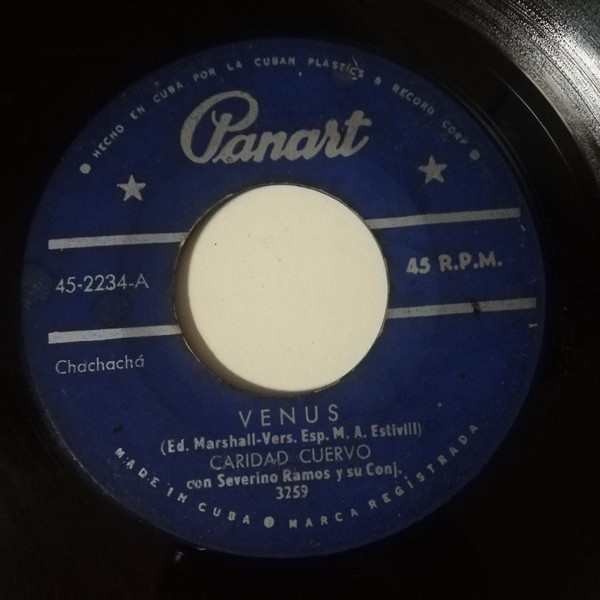 HECHO EN CUBA POR LA CUBAN PLASTICS & RECORD CORP
Panart
45-2234-A
45 R.P.M.
Chachachá
VENUS
(Ed. Marshall-Vers. Esp. M. A. Estivill)
CARIDAD CUERVO
con Severino Ramos y su Conj.
3259
MADE IN CUBA
MARCA REGISTRADA